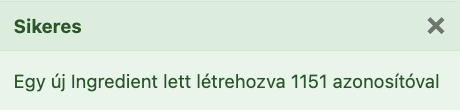 Sikeres
Egy új Ingredient lett létrehozva 1151 azonosítóval